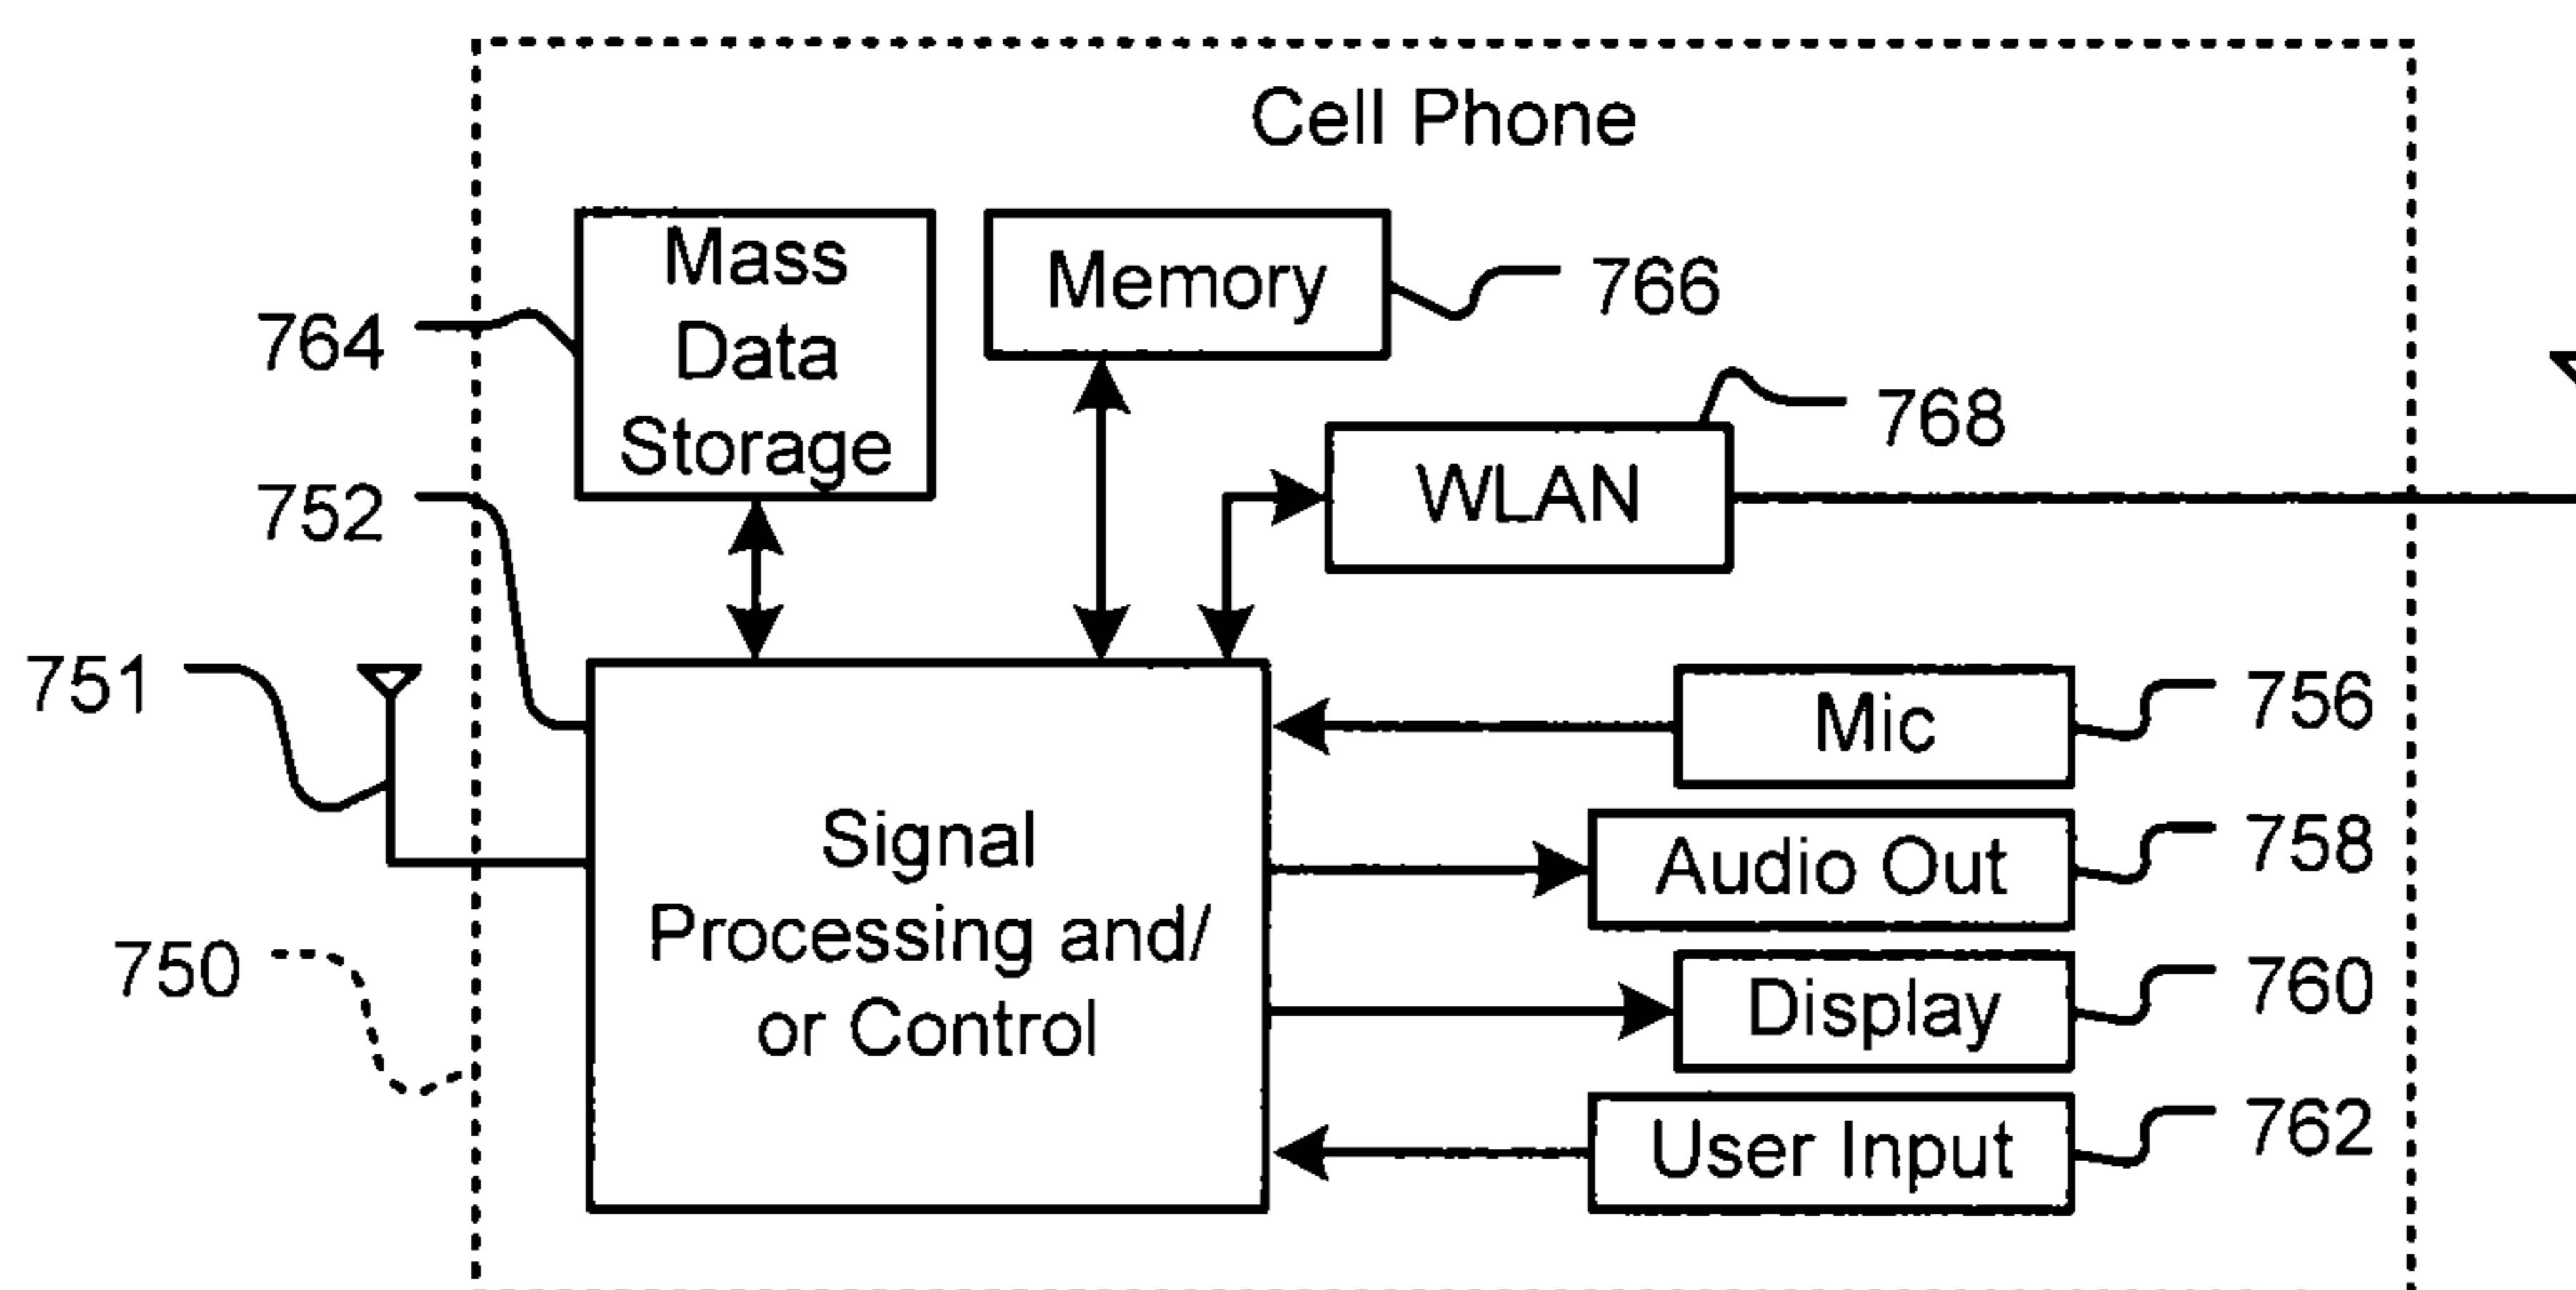 Cell Phone
Mass
Data
Storage
764
Memory
766
WLAN
768
752
751
750
Signal
Processing and/
or Control
Mic
756
Audio Out
758
Display
760
User Input
762